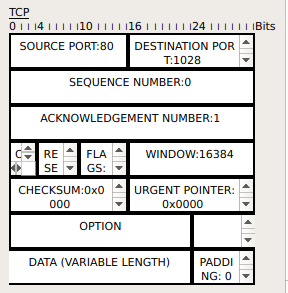 TCP
0 4 10 16 24 Bits
SOURCE PORT:80
DESTINATION POR
T:1028
SEQUENCE NUMBER:0
ACKNOWLEDGEMENT NUMBER:1
RE
SE
FLA
GS:
WINDOW:16384
CHECKSUM:0x0
000
URGENT POINTER:
0x0000
OPTION
DATA (VARIABLE LENGTH)
PADDI
NG: 0